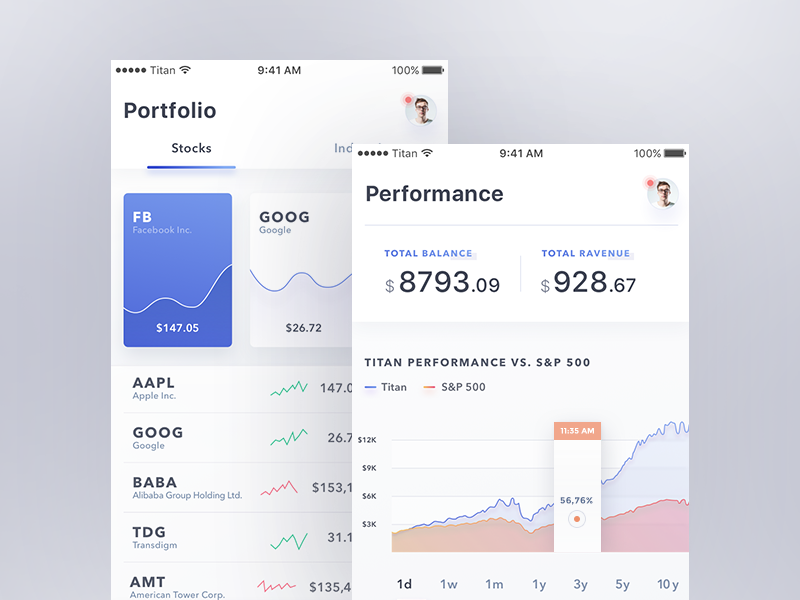 Titan 9:41 AM 100%
Portfolio
Stocks
FB
Facebook Inc.
$147.05
GOOG
Google
$26.72
AAPL
Apple Inc.
147.0
GOOG
Google
26.7
BABA
Alibaba Group Holding Ltd.
$153,1
TDG
Transdigm
31.1
AMT
American Tower Corp.
$135,4
Titan 9:41 AM 100%
Performance
TOTAL BALANCE
$8793.09
TOTAL RAVENUE
$928.67
TITAN PERFORMANCE VS. S&P 500
Titan S&P 500
11:35 AM
$12K
$9K
$6K
$3K
56,76%
1d 1w 1m 1y 3y 5y 10y